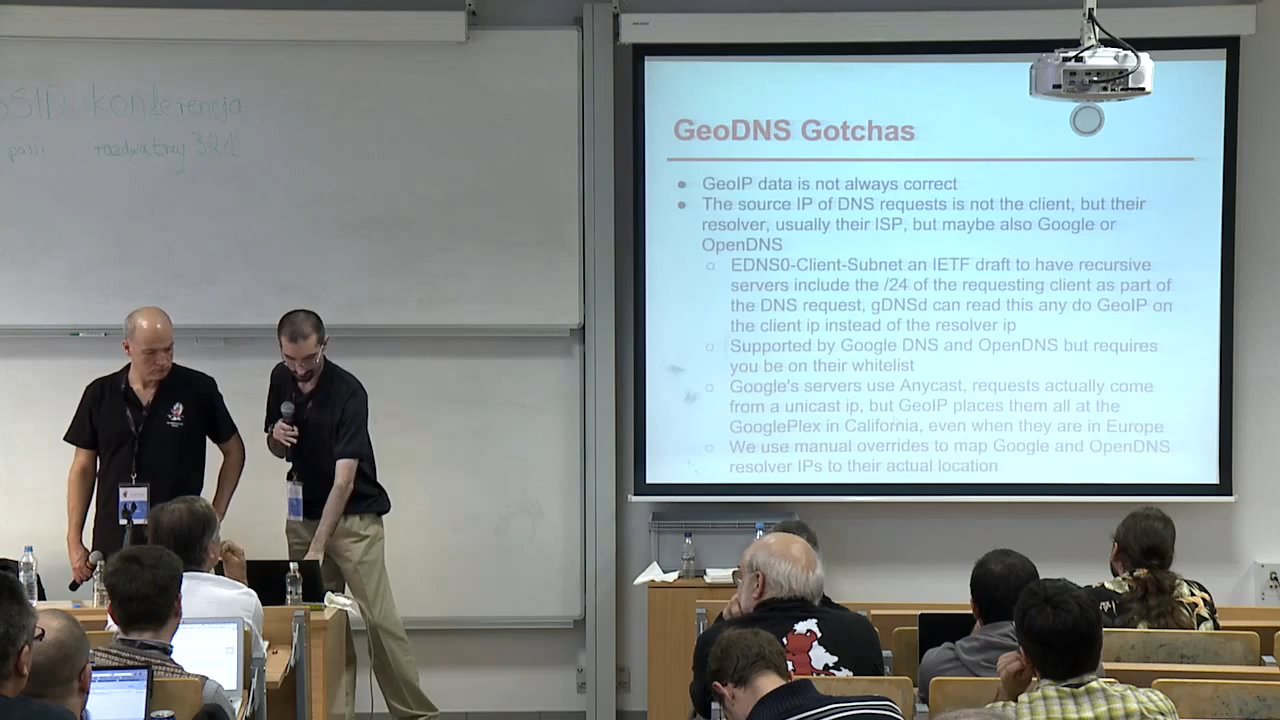 konferencja
321
GeoDNS Gotchas
● GeoIP data is not always correct
● The source IP of DNS requests is not the client, but their
resolver, usually their ISP, but maybe also Google or
OpenDNS
○ EDNS0-Client-Subnet an IETF draft to have recursive
servers include the /24 of the requesting client as part of
the DNS request, gDNSd can read this any do GeoIP on
the client ip instead of the resolver ip
○ Supported by Google DNS and OpenDNS but requires
you be on their whitelist
○ Google's servers use Anycast, requests actually come
from a unicast ip, but GeoIP places them all at the
GooglePlex in California, even when they are in Europe
○ We use manual overrides to map Google and OpenDNS
resolver IPs to their actual location